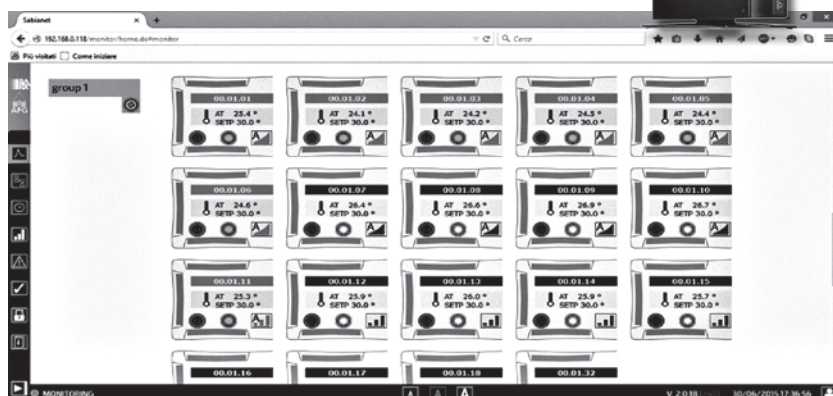 Sabianet
192.168.0.118/monitor/home.do#monitor
Cerca
Più visitati Come iniziare
group 1
00.01.01 00.01.02 00.01.03 00.01.04 00.01.05
AT 25.4 ° AT 24.1 ° AT 24.2 ° AT 24.5 ° AT 24.4 °
SETP 30.0 ° SETP 30.0 ° SETP 30.0 ° SETP 30.0 ° SETP 30.0 °
A A A A A
00.01.06 00.01.07 00.01.08 00.01.09 00.01.10
AT 24.6 ° AT 26.4 ° AT 26.6 ° AT 26.9 ° AT 26.7 °
SETP 30.0 ° SETP 30.0 ° SETP 30.0 ° SETP 30.0 ° SETP 30.0 °
A A A A A
00.01.11 00.01.12 00.01.13 00.01.14 00.01.15
AT 25.3 ° AT 25.9 ° AT 26.0 ° AT 25.9 ° AT 25.7 °
SETP 30.0 ° SETP 30.0 ° SETP 30.0 ° SETP 30.0 ° SETP 30.0 °
00.01.16 00.01.17 00.01.18 00.01.32
MONITORING A A A V. 2.0.18 30/06/2015 17:36:56